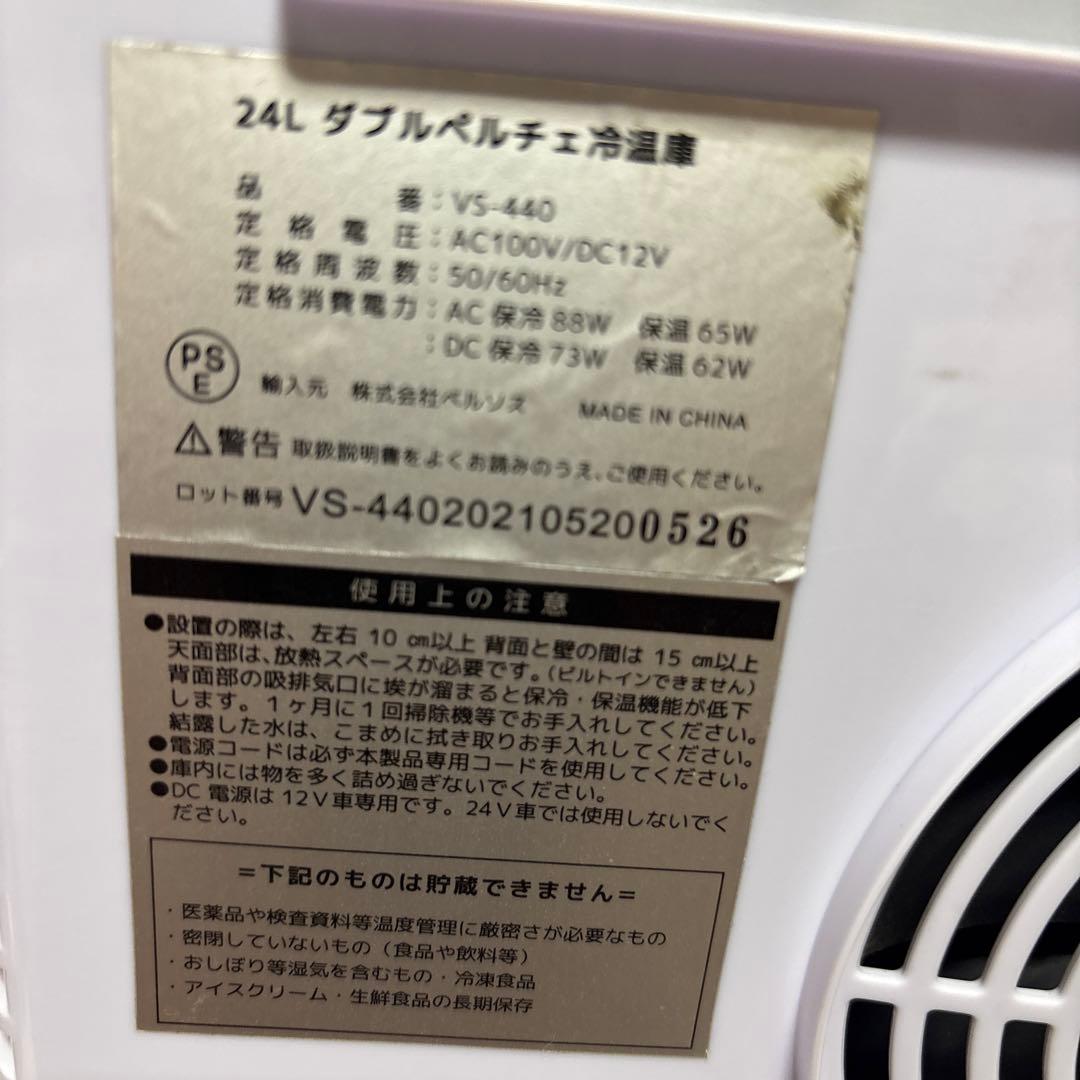 24L ダブルペルチェ冷温庫
品番：VS-440
定格電圧：AC100V/DC12V
定格周波数：50/60Hz
定格消費電力：AC 保冷 88W 保温 65W
：DC 保冷 73W 保温 62W
PSE
輸入元 株式会社ベルソス MADE IN CHINA
⚠警告 取扱説明書をよくお読みのうえ、ご使用ください。
ロット番号 VS-440202105200526
使用上の注意
●設置の際は、左右 10 ㎝以上 背面と壁の間は 15 ㎝以上
天面部は、放熱スペースが必要です。(ビルトインできません)
背面部の吸排気口に埃が溜まると保冷・保温機能が低下
します。1ヶ月に1回掃除機等でお手入れしてください。
結露した水は、こまめに拭き取りお手入れしてください。
●電源コードは必ず本製品専用コードを使用してください。
●庫内には物を多く詰め過ぎないでください。
●DC 電源は 12V車専用です。24V車では使用しないでく
ださい。
=下記のものは貯蔵できません=
・医薬品や検査資料等温度管理に厳密さが必要なもの
・密閉していないもの（食品や飲料等）
・おしぼり等湿気を含むもの・冷凍食品
・アイスクリーム・生鮮食品の長期保存